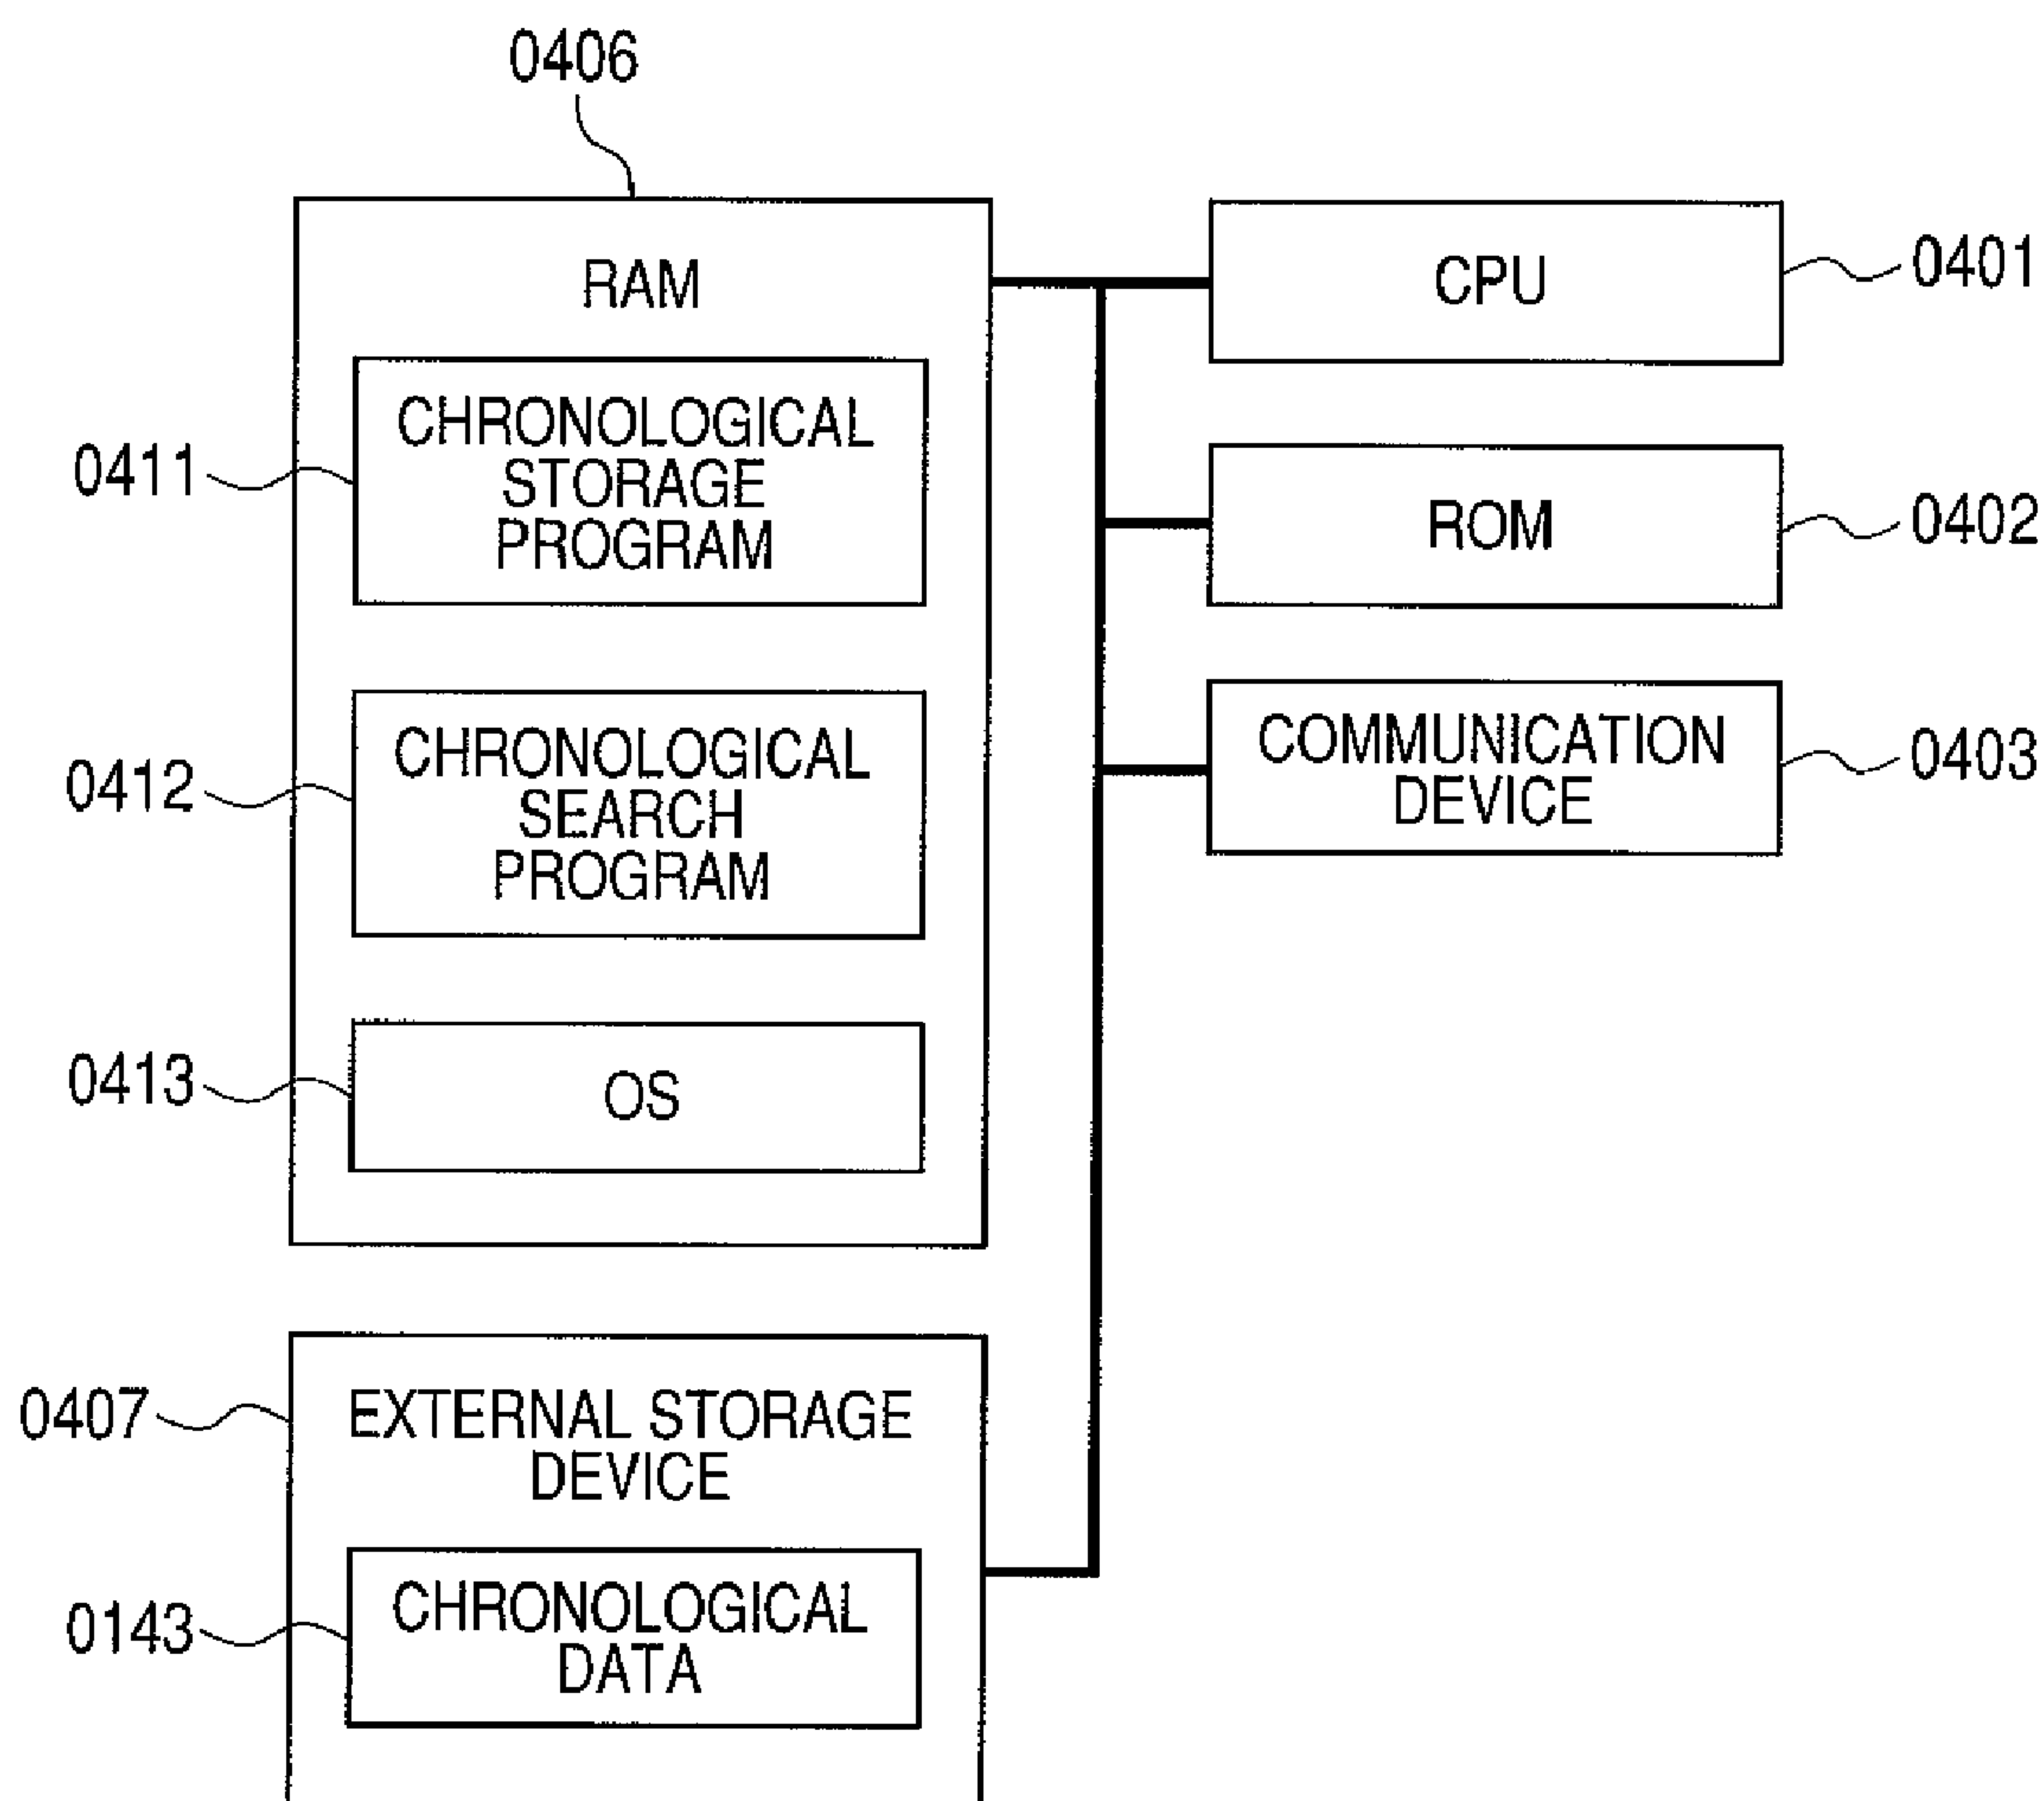 0406
RAM
CPU
0401
CHRONOLOGICAL
STORAGE
PROGRAM
0411
ROM
0402
CHRONOLOGICAL
SEARCH
PROGRAM
0412
COMMUNICATION
DEVICE
0403
0413
OS
0407
EXTERNAL STORAGE
DEVICE
0143
CHRONOLOGICAL
DATA